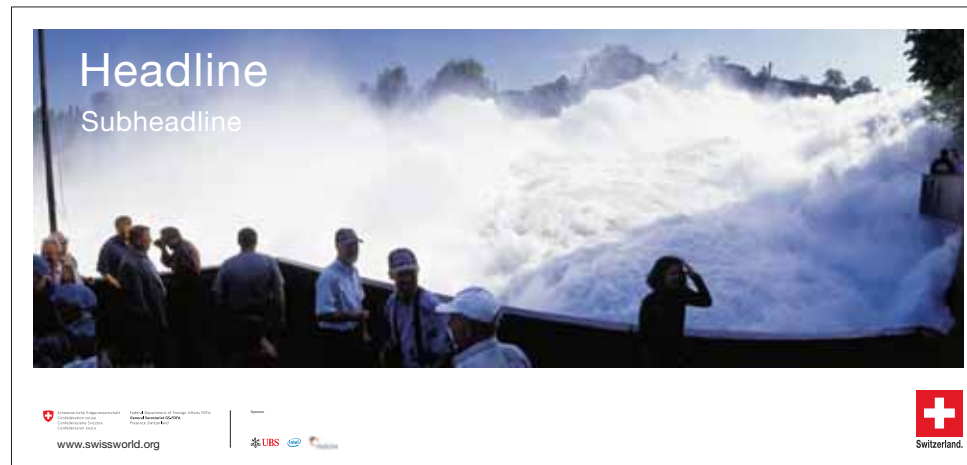 Headline
Subheadline
Schweizerische Eidgenossenschaft
Confédération suisse
Confederazione Svizzera
Confederaziun svizra
Federal Department of Foreign Affairs FDFA
General Secretariat GS-FDFA
Presence Switzerland
www.swissworld.org
Sponsor
UBS
intel
Switzerland.